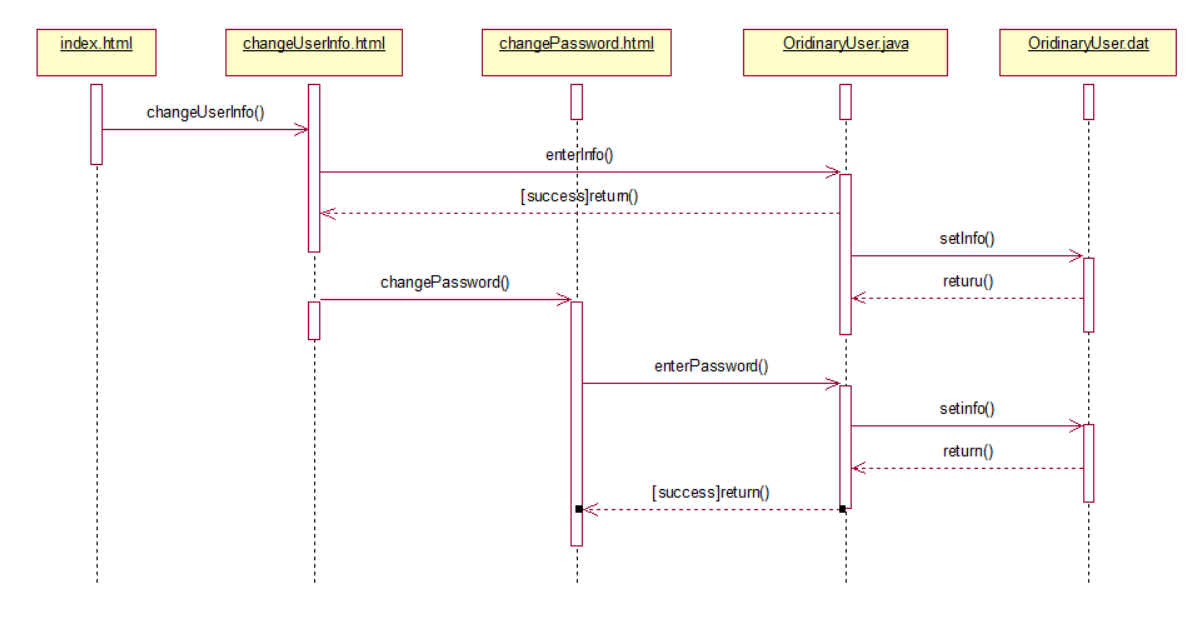 index.html
changeUserInfo.html
changePassword.html
OridinaryUser.java
OridinaryUser.dat
changeUserInfo()
enterInfo()
[success]return()
setInfo()
returu()
changePassword()
enterPassword()
setinfo()
return()
[success]return()